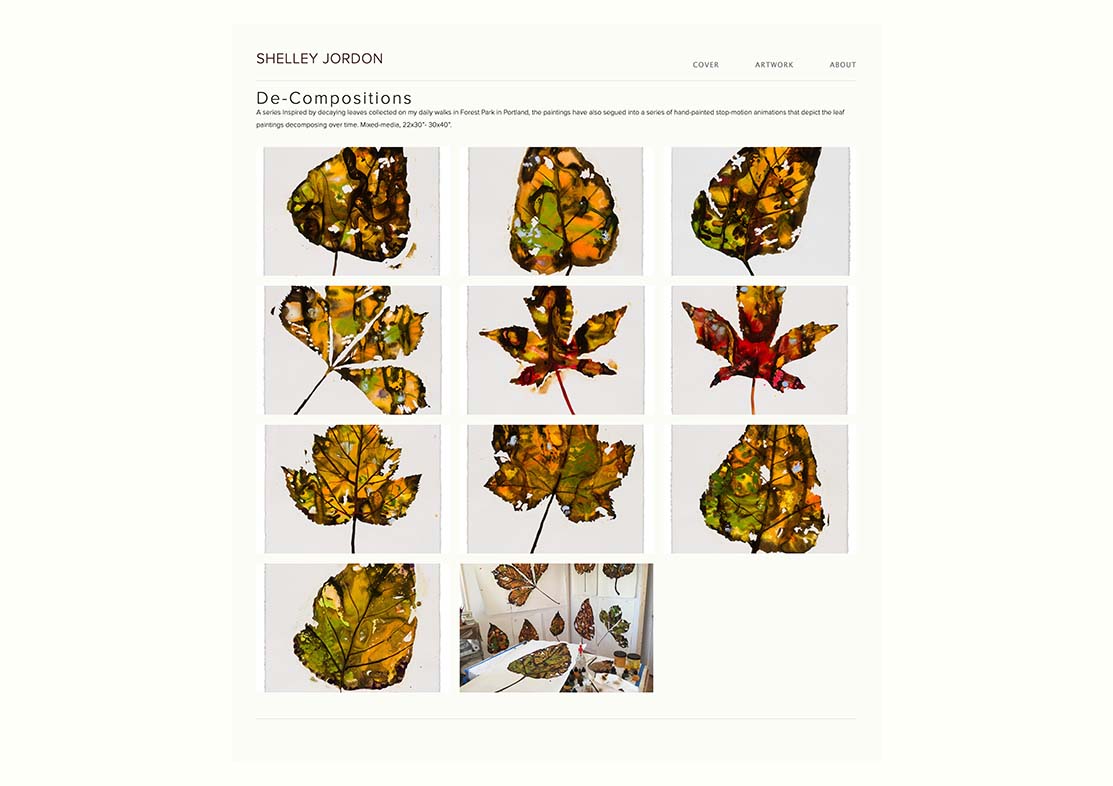 SHELLEY JORDON
COVER ARTWORK ABOUT
De-Compositions
A series inspired by decaying leaves collected on my daily walks in Forest Park in Portland, the paintings have also segued into a series of hand-painted stop-motion animations that depict the leaf
paintings decomposing over time. Mixed-media, 22x30"- 30x40".